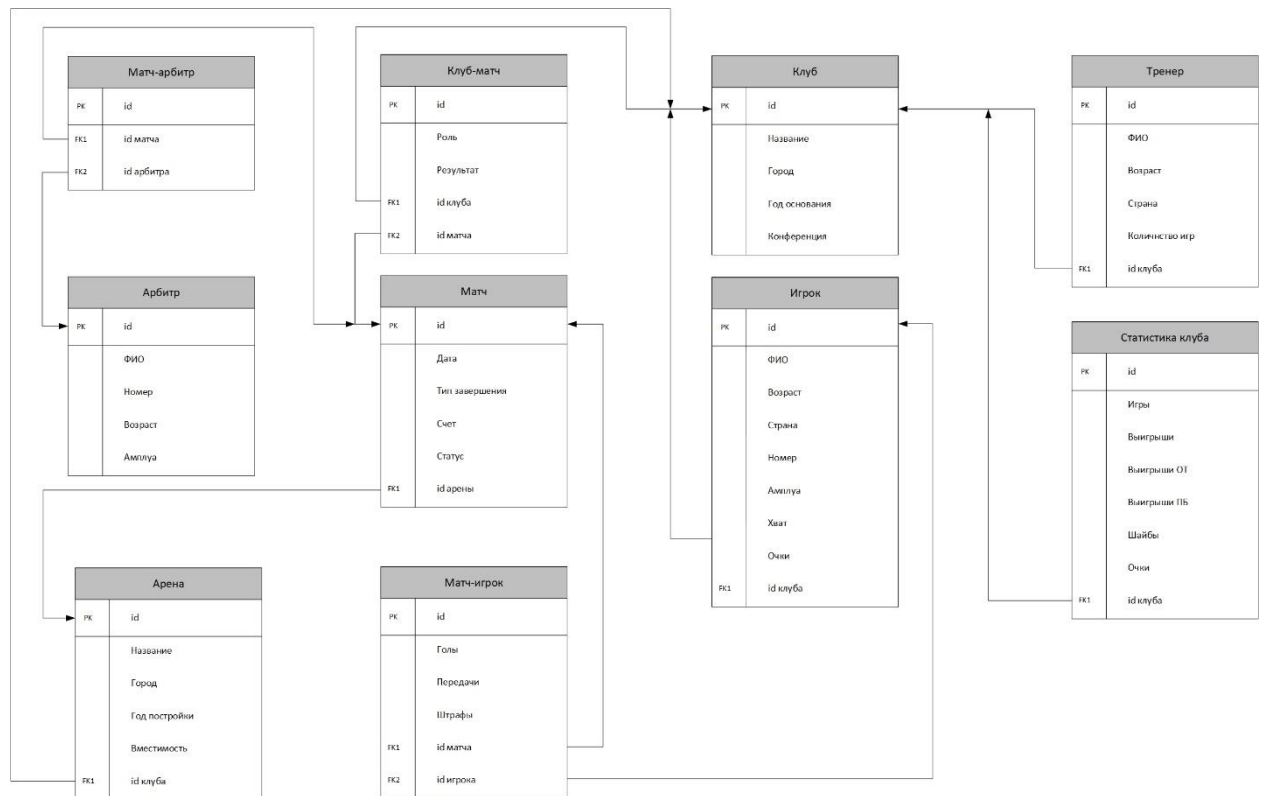 Матч-арбитр
PK id
FK1 id матча
FK2 id арбитра
Клуб-матч
PK id
Роль
Результат
FK1 id клуба
FK2 id матча
Клуб
PK id
Название
Город
Год основания
Конференция
Тренер
PK id
ФИО
Возраст
Страна
Количнство игр
FK1 id клуба
Арбитр
PK id
ФИО
Номер
Возраст
Амплуа
Матч
PK id
Дата
Тип завершения
Счет
Статус
FK1 id арены
Игрок
PK id
ФИО
Возраст
Страна
Номер
Амплуа
Хват
Очки
FK1 id клуба
Статистика клуба
PK id
Игры
Выигрыши
Выигрыши ОТ
Выигрыши ПБ
Шайбы
Очки
FK1 id клуба
Арена
PK id
Название
Город
Год постройки
Вместимость
FK1 id клуба
Матч-игрок
PK id
Голы
Передачи
Штрафы
FK1 id матча
FK2 id игрока